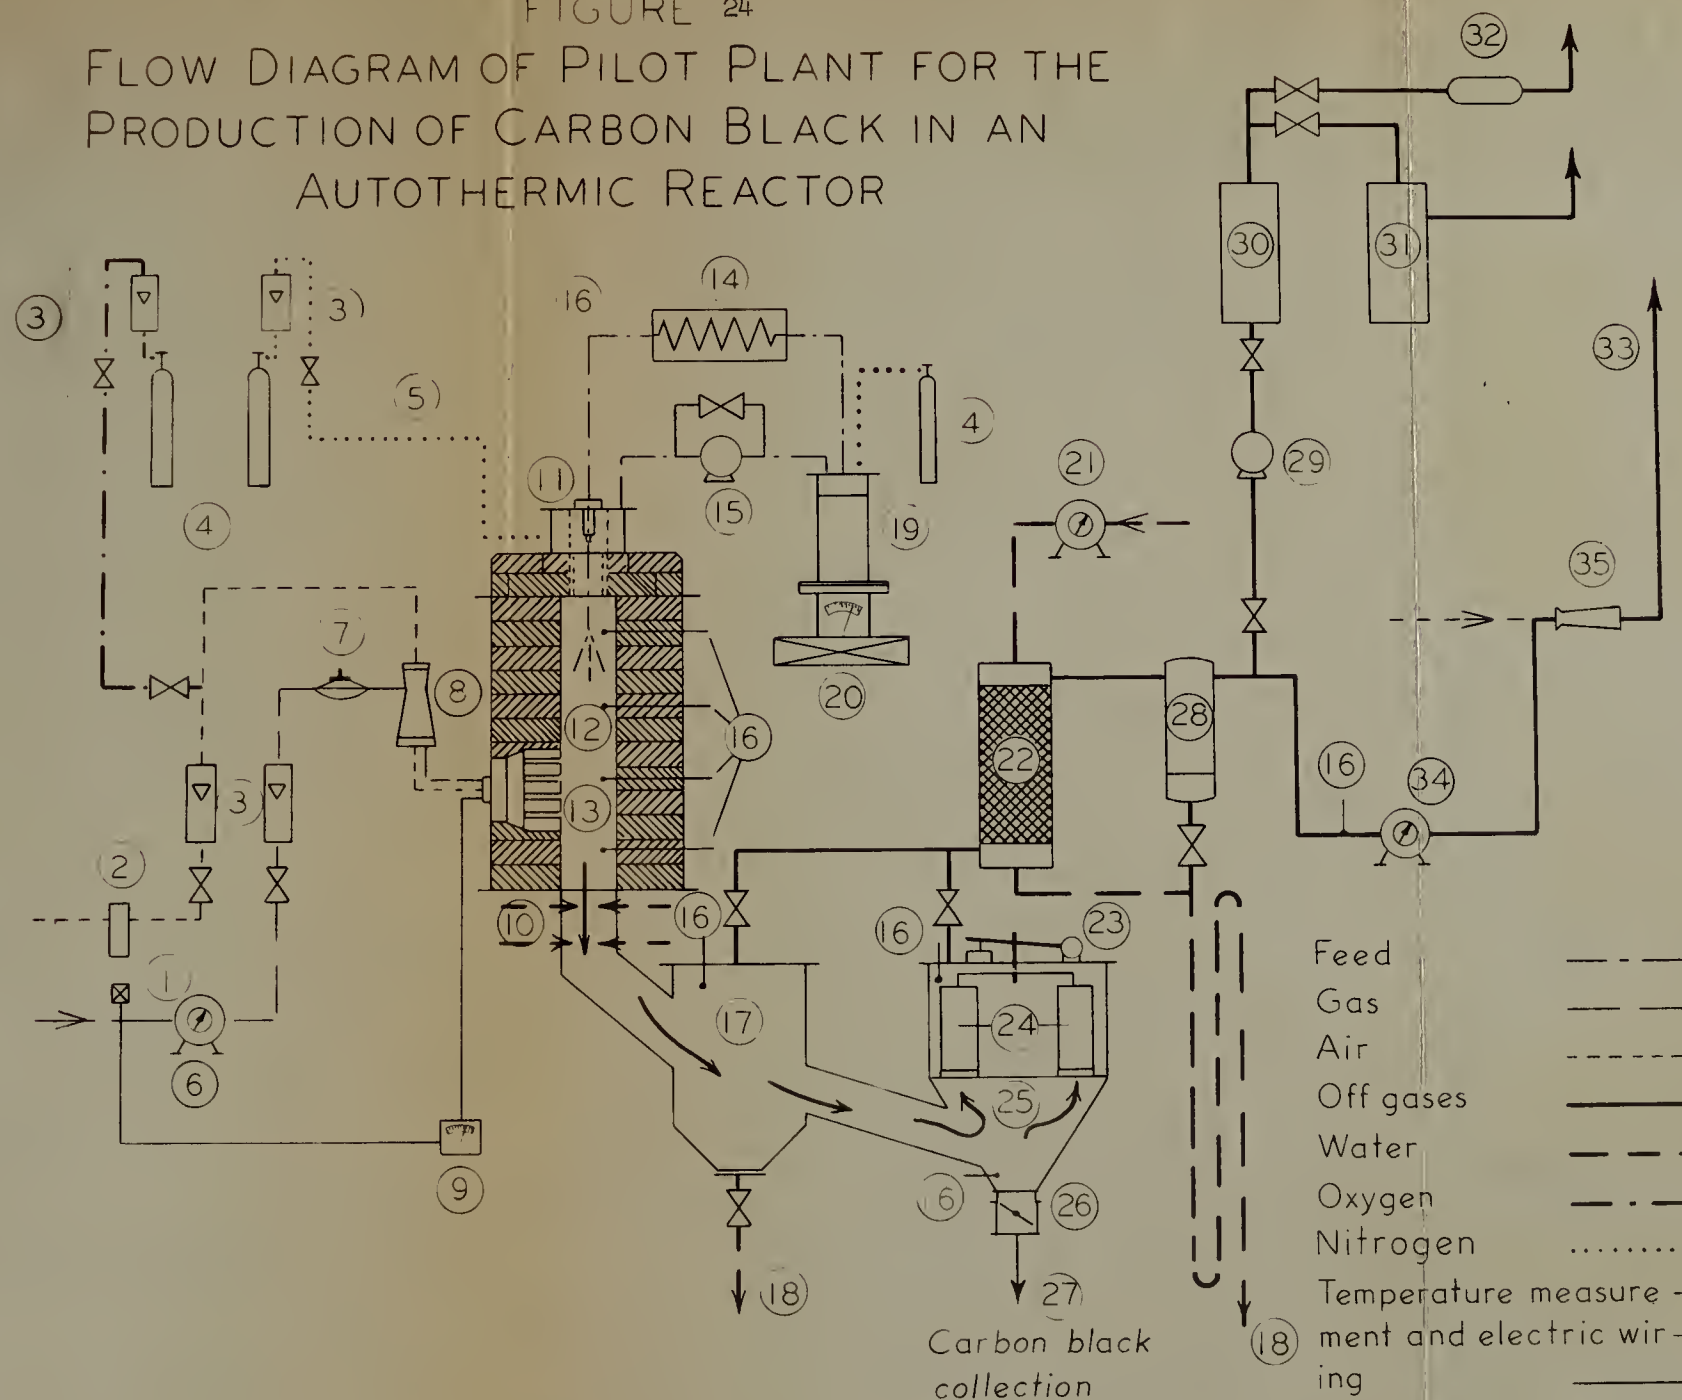 FIGURE 24
FLOW DIAGRAM OF PILOT PLANT FOR THE
PRODUCTION OF CARBON BLACK IN AN
AUTOTHERMIC REACTOR
32
30
31
33
3
3
16
14
5
4
4
11
15
19
21
29
35
7
8
12
16
20
22
28
16
34
3
13
2
10
16
16
23
1
17
24
6
25
9
16
26
18
27
18
Carbon black
collection
Feed
Gas
Air
Off gases
Water
Oxygen
Nitrogen
Temperature measure-
ment and electric wir-
ing